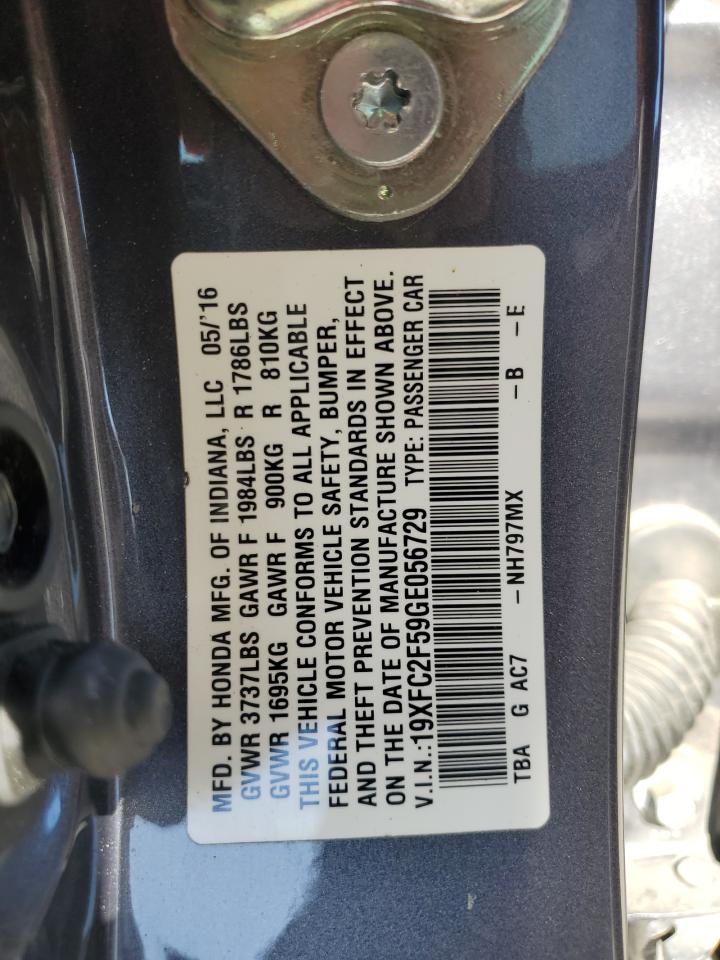 MFD. BY HONDA MFG. OF INDIANA, LLC 05/'16
GVWR 3737LBS GAWR F 1984LBS R 1786LBS
GVWR 1695KG GAWR F 900KG R 810KG
THIS VEHICLE CONFORMS TO ALL APPLICABLE
FEDERAL MOTOR VEHICLE SAFETY, BUMPER,
AND THEFT PREVENTION STANDARDS IN EFFECT
ON THE DATE OF MANUFACTURE SHOWN ABOVE.
V.I.N.:19XFC2F59GE056729 TYPE: PASSENGER CAR
TBA G AC7 -NH797MX -B -E